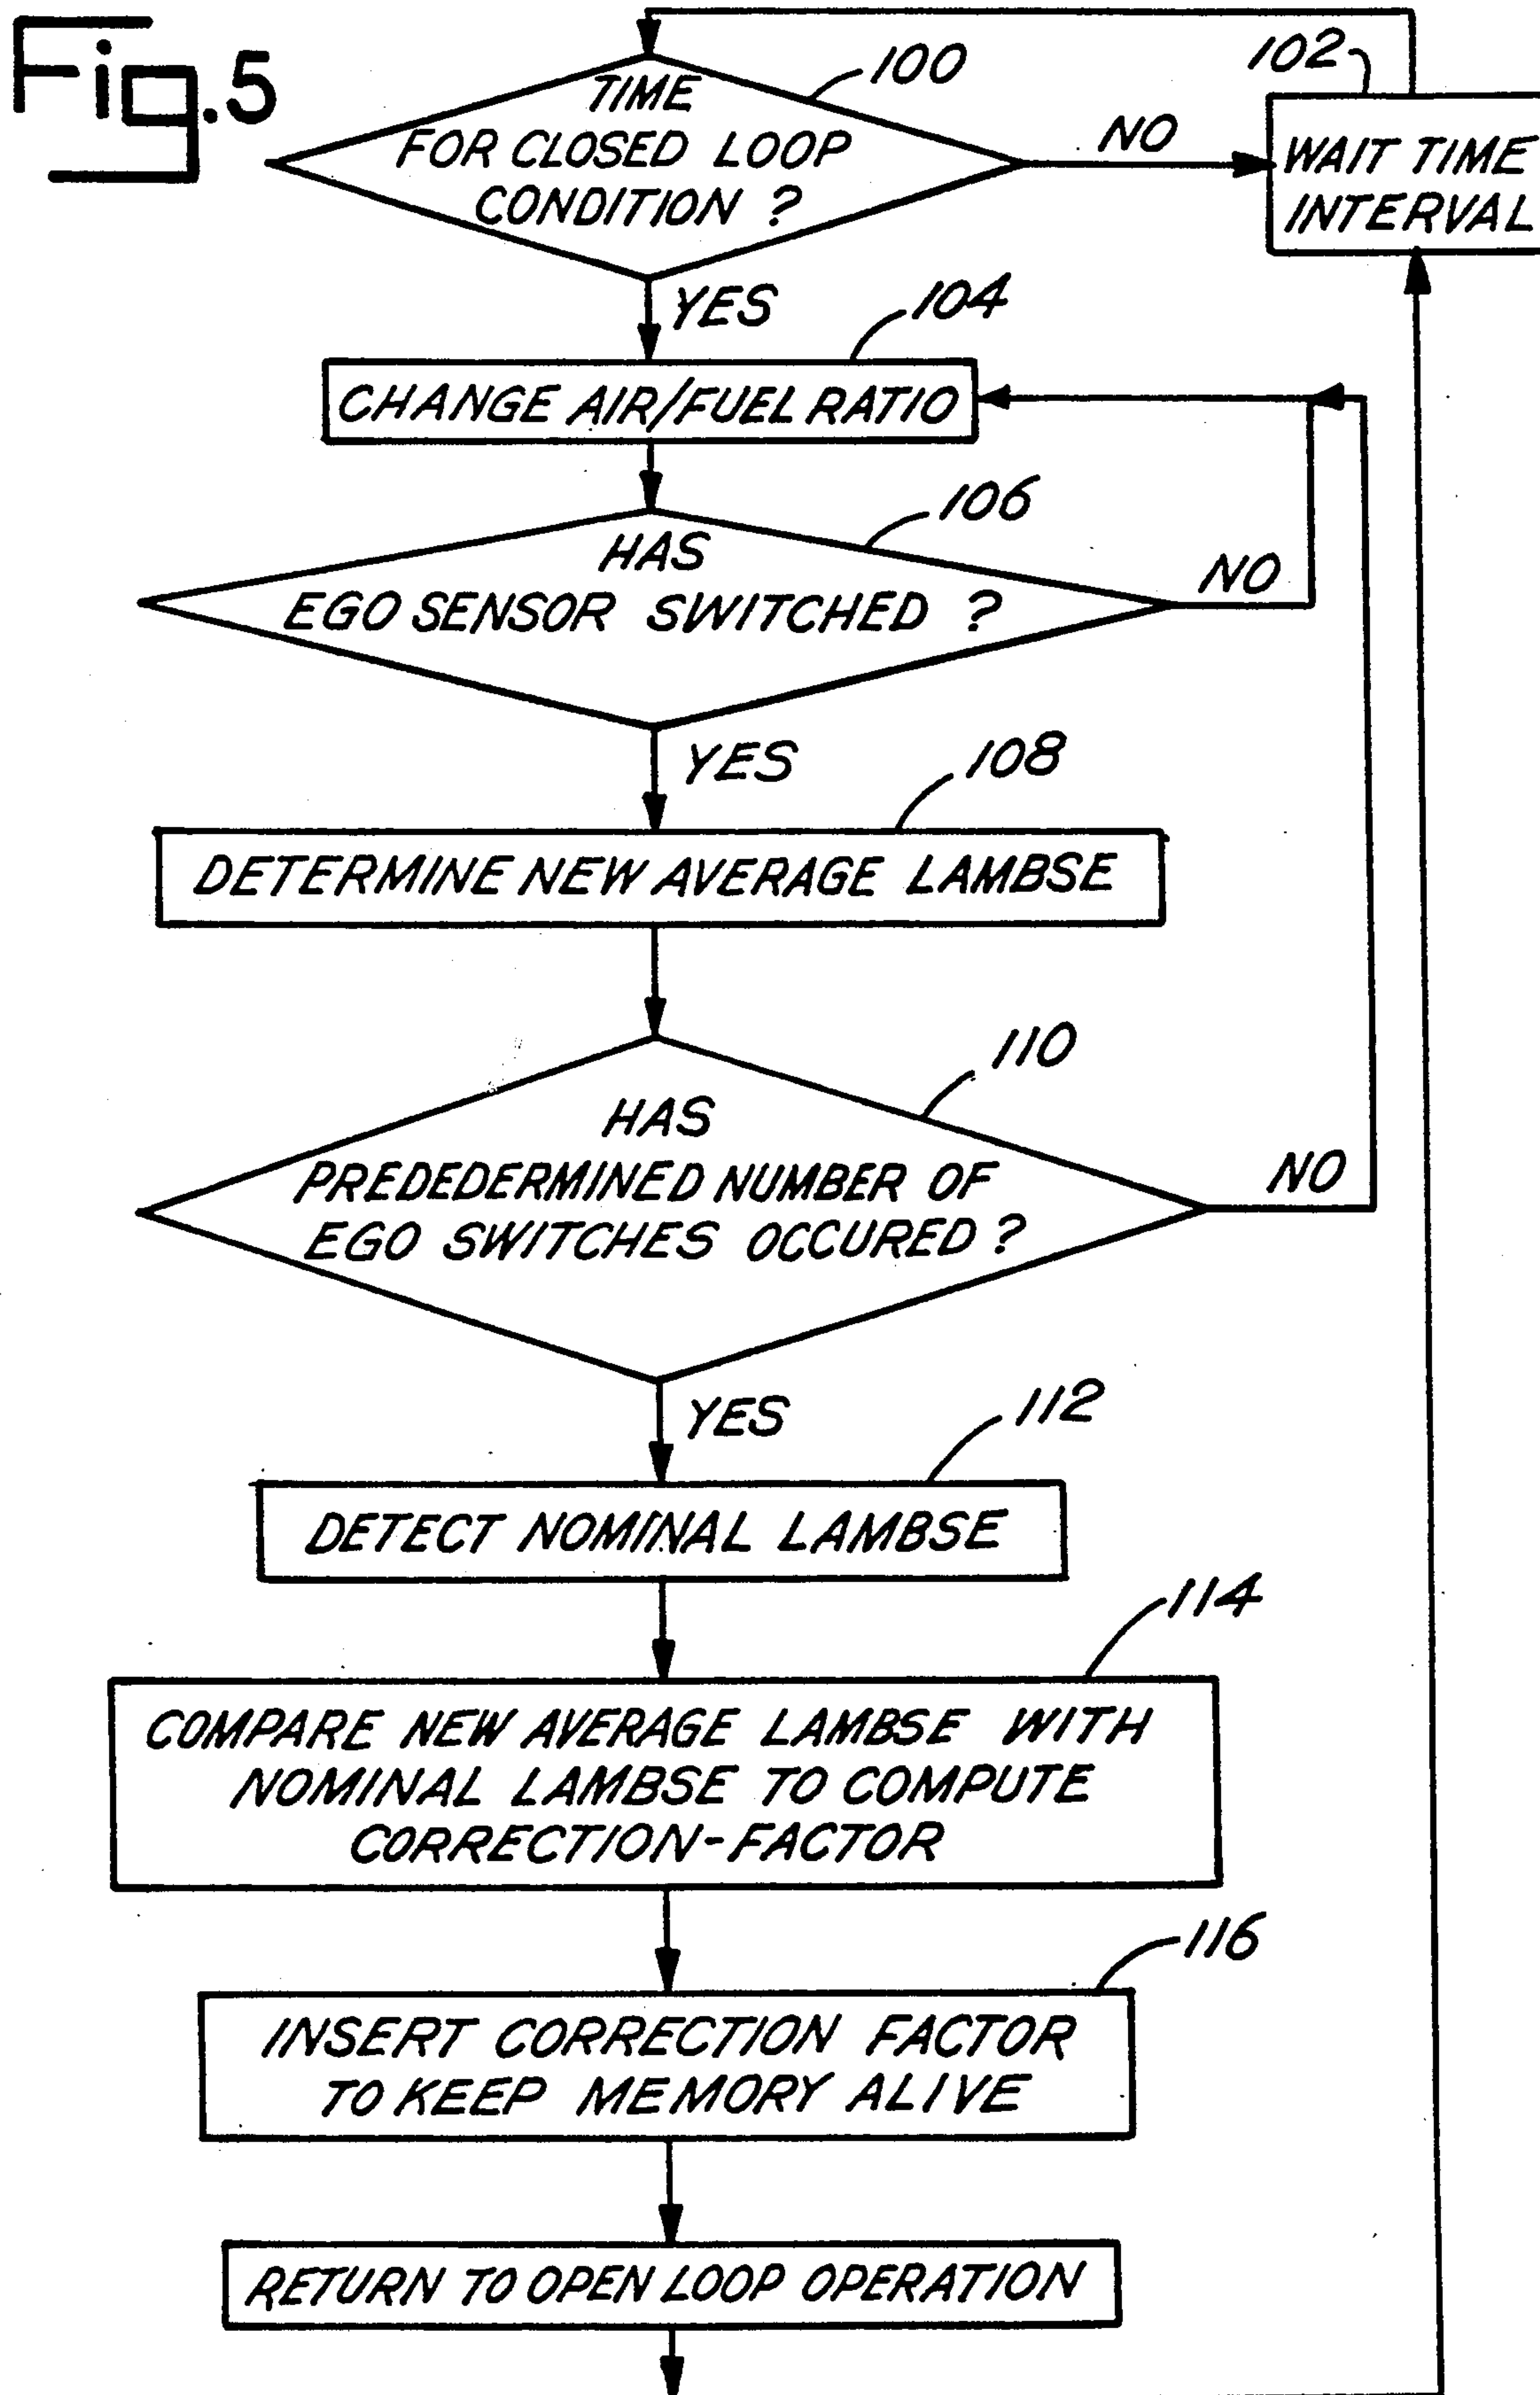 Fig.5
100
102
TIME
FOR CLOSED LOOP
CONDITION ?
NO
WAIT TIME
INTERVAL
YES
104
CHANGE AIR/FUEL RATIO
106
HAS
EGO SENSOR SWITCHED ?
NO
YES
108
DETERMINE NEW AVERAGE LAMBSE
110
HAS
PREDEDERMINED NUMBER OF
EGO SWITCHES OCCURED ?
NO
YES
112
DETECT NOMINAL LAMBSE
114
COMPARE NEW AVERAGE LAMBSE WITH
NOMINAL LAMBSE TO COMPUTE
CORRECTION-FACTOR
116
INSERT CORRECTION FACTOR
TO KEEP MEMORY ALIVE
RETURN TO OPEN LOOP OPERATION